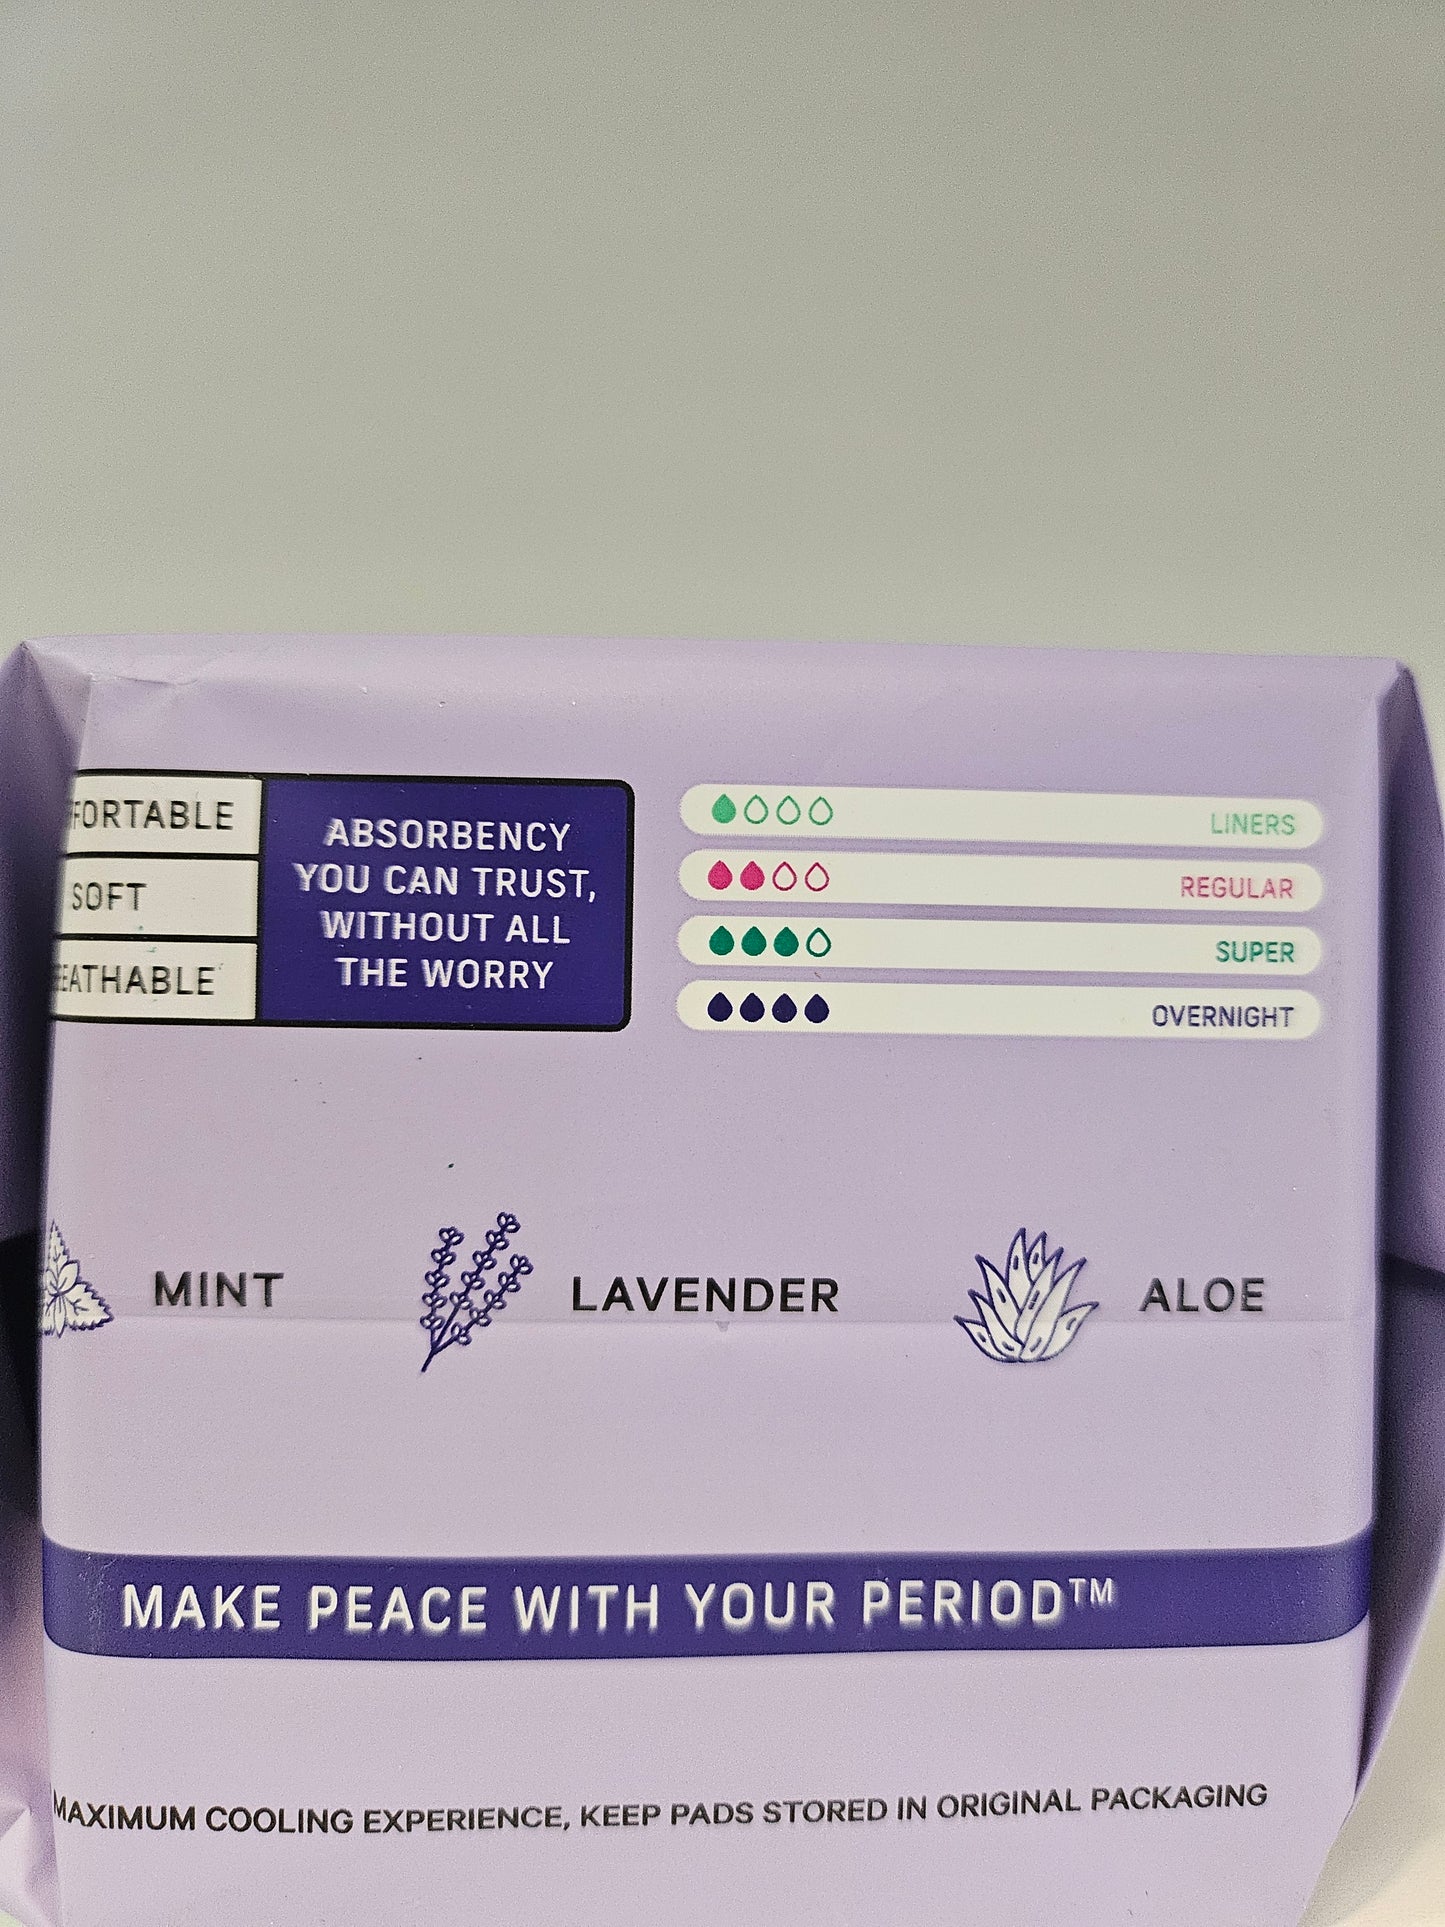 FORTABLE
SOFT
REATHABLE
ABSORBENCY
YOU CAN TRUST,
WITHOUT ALL
THE WORRY
LINERS
REGULAR
SUPER
OVERNIGHT
MINT
LAVENDER
ALOE
MAKE PEACE WITH YOUR PERIOD™
MAXIMUM COOLING EXPERIENCE, KEEP PADS STORED IN ORIGINAL PACKAGING